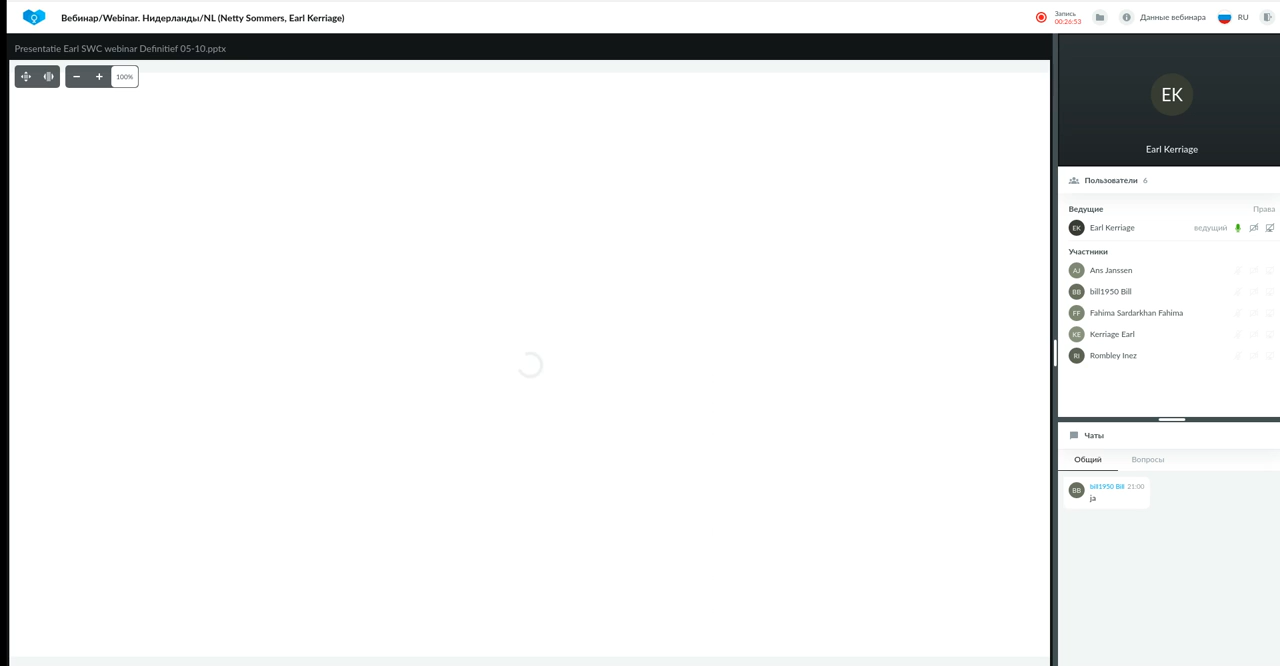 Вебинар/Webinar. Нидерланды/NL (Netty Sommers, Earl Kerriage)
Запись
00:26:53
Данные вебинара
RU
Presentatie Earl SWC webinar Definitief 05-10.pptx
100%
EK
Earl Kerriage
Пользователи 6
Ведущие Права
EK Earl Kerriage ведущий
Участники
AJ Ans Janssen
BB bill1950 Bill
FF Fahima Sardarkhan Fahima
KE Kerriage Earl
RI Rombley Inez
Чаты
Общий Вопросы
BB bill1950 Bill 21:00
ja